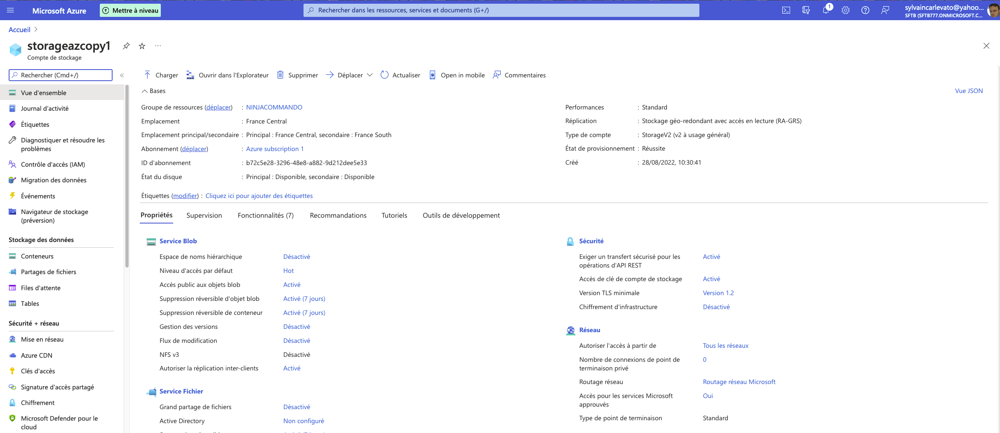 Microsoft Azure
Mettre à niveau
Rechercher dans les ressources, services et documents (G+/)
1
sylvaincarlevato@yahoo...
SFTB (SFTB777.ONMICROSOFT.C...
Accueil
storageazcopy1
Compte de stockage
Rechercher (Cmd+/)
Charger
Ouvrir dans l'Explorateur
Supprimer
Déplacer
Actualiser
Open in mobile
Commentaires
Vue d'ensemble
Journal d'activité
Étiquettes
Diagnostiquer et résoudre les
problèmes
Contrôle d'accès (IAM)
Migration des données
Événements
Navigateur de stockage
(préversion)
Stockage des données
Conteneurs
Partages de fichiers
Files d'attente
Tables
Sécurité + réseau
Mise en réseau
Azure CDN
Clés d'accès
Signature d'accès partagé
Chiffrement
Microsoft Defender pour le
cloud
Bases
Vue JSON
Groupe de ressources (déplacer) : NINJACOMMANDO
Emplacement : France Central
Emplacement principal/secondaire : Principal : France Central, secondaire : France South
Abonnement (déplacer) : Azure subscription 1
ID d'abonnement : b72c5e28-3296-48e8-a882-9d212dee5e33
État du disque : Principal : Disponible, secondaire : Disponible
Performances : Standard
Réplication : Stockage géo-redondant avec accès en lecture (RA-GRS)
Type de compte : StorageV2 (v2 à usage général)
État de provisionnement : Réussite
Créé : 28/08/2022, 10:30:41
Étiquettes (modifier) : Cliquez ici pour ajouter des étiquettes
Propriétés
Supervision
Fonctionnalités (7)
Recommandations
Tutoriels
Outils de développement
Service Blob
Espace de noms hiérarchique Désactivé
Niveau d'accès par défaut Hot
Accès public aux objets blob Activé
Suppression réversible d'objet blob Activé (7 jours)
Suppression réversible de conteneur Activé (7 jours)
Gestion des versions Désactivé
Flux de modification Désactivé
NFS v3 Désactivé
Autoriser la réplication inter-clients Activé
Service Fichier
Grand partage de fichiers Désactivé
Active Directory Non configuré
Sécurité
Exiger un transfert sécurisé pour les Activé
opérations d'API REST
Accès de clé de compte de stockage Activé
Version TLS minimale Version 1.2
Chiffrement d'infrastructure Désactivé
Réseau
Autoriser l'accès à partir de Tous les réseaux
Nombre de connexions de point de 0
terminaison privé
Routage réseau Routage réseau Microsoft
Accès pour les services Microsoft Oui
approuvés
Type de point de terminaison Standard